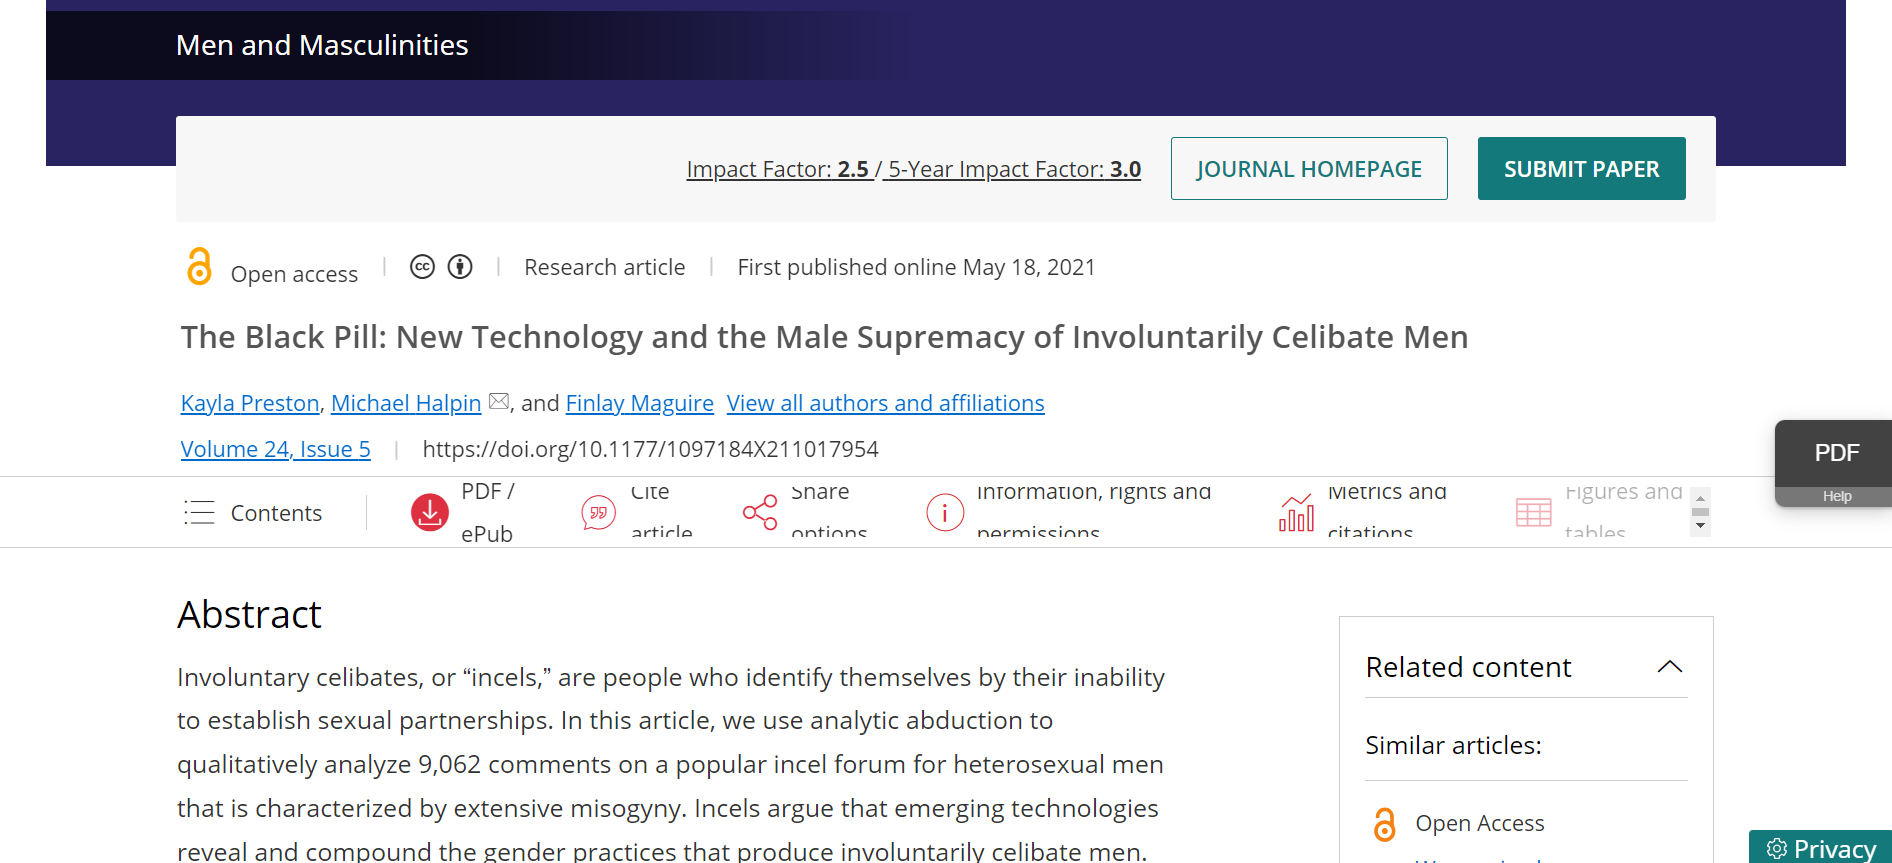 Men and Masculinities
Impact Factor: 2.5 / 5-Year Impact Factor: 3.0
JOURNAL HOMEPAGE
SUBMIT PAPER
Open access
cc
Research article
First published online May 18, 2021
The Black Pill: New Technology and the Male Supremacy of Involuntarily Celibate Men
Kayla Preston, Michael Halpin, and Finlay Maguire View all authors and affiliations
Volume 24, Issue 5
https://doi.org/10.1177/1097184X211017954
PDF
Help
Contents
PDF /
ePub
Cite
article
Share
options
Information, rights and
permissions
Metrics and
citations
Figures and
tables
Abstract
Involuntary celibates, or “incels,” are people who identify themselves by their inability
to establish sexual partnerships. In this article, we use analytic abduction to
qualitatively analyze 9,062 comments on a popular incel forum for heterosexual men
that is characterized by extensive misogyny. Incels argue that emerging technologies
reveal and compound the gender practices that produce involuntarily celibate men.
Related content
Similar articles:
Open Access
Privacy